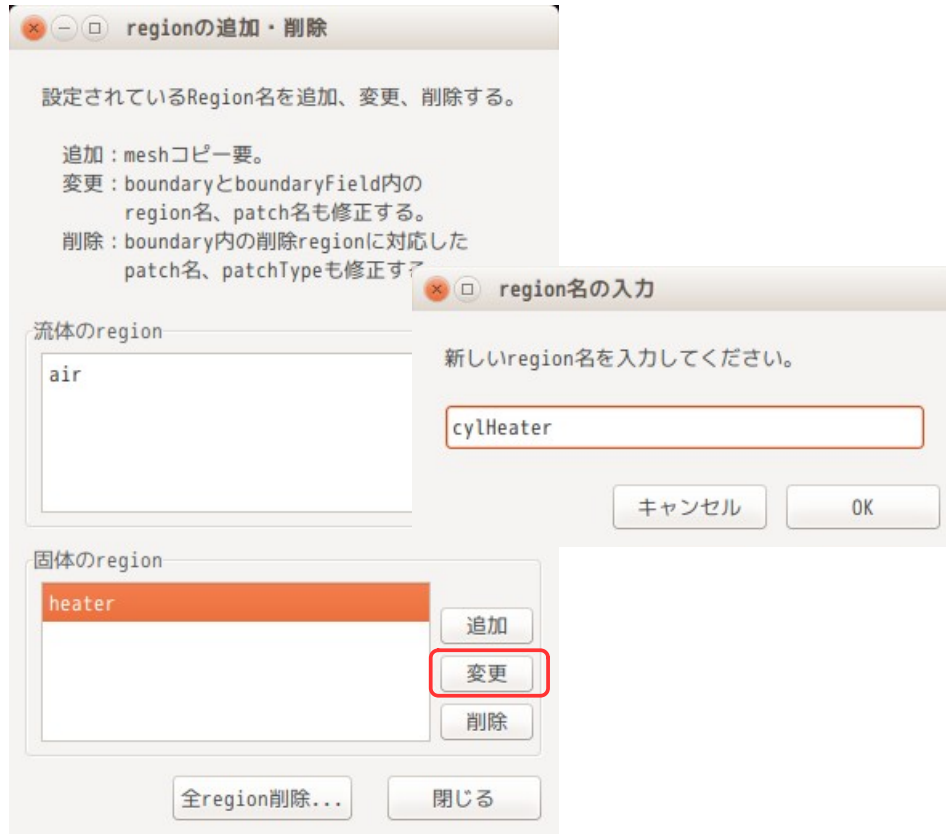 regionの追加・削除
設定されているRegion名を追加、変更、削除する。
追加：meshコピー要。
変更：boundaryとboundaryField内の
region名、patch名も修正する。
削除：boundary内の削除regionに対応した
patch名、patchTypeも修正する
流体のregion
air
region名の入力
新しいregion名を入力してください。
cylHeater
キャンセル
OK
固体のregion
heater
追加
変更
削除
全region削除...
閉じる